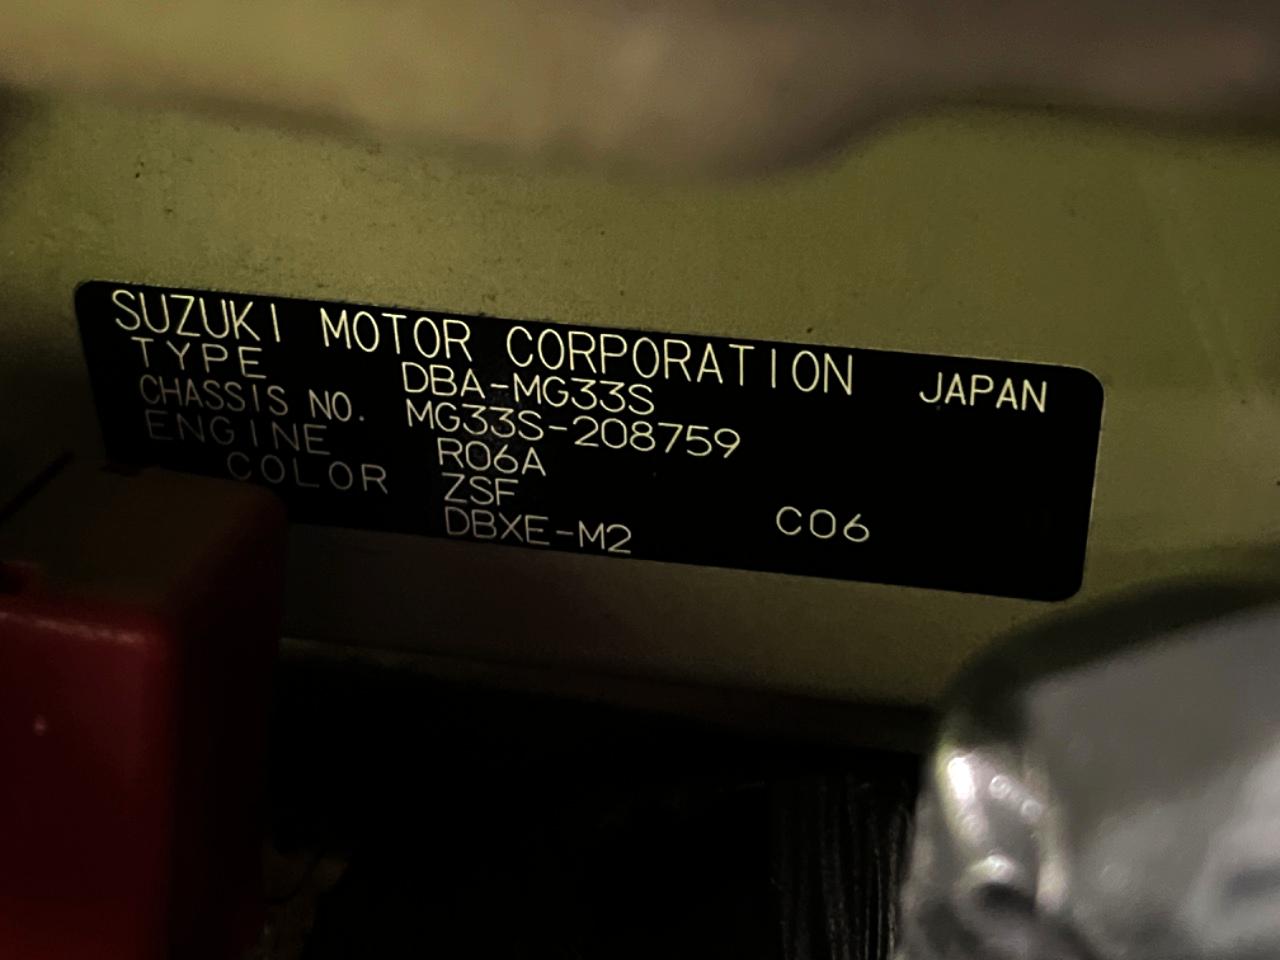 SUZUKI MOTOR CORPORATION JAPAN
TYPE DBA-MG33S
CHASSIS NO. MG33S-208759
ENGINE R06A
COLOR ZSF
DBXE-M2 C06